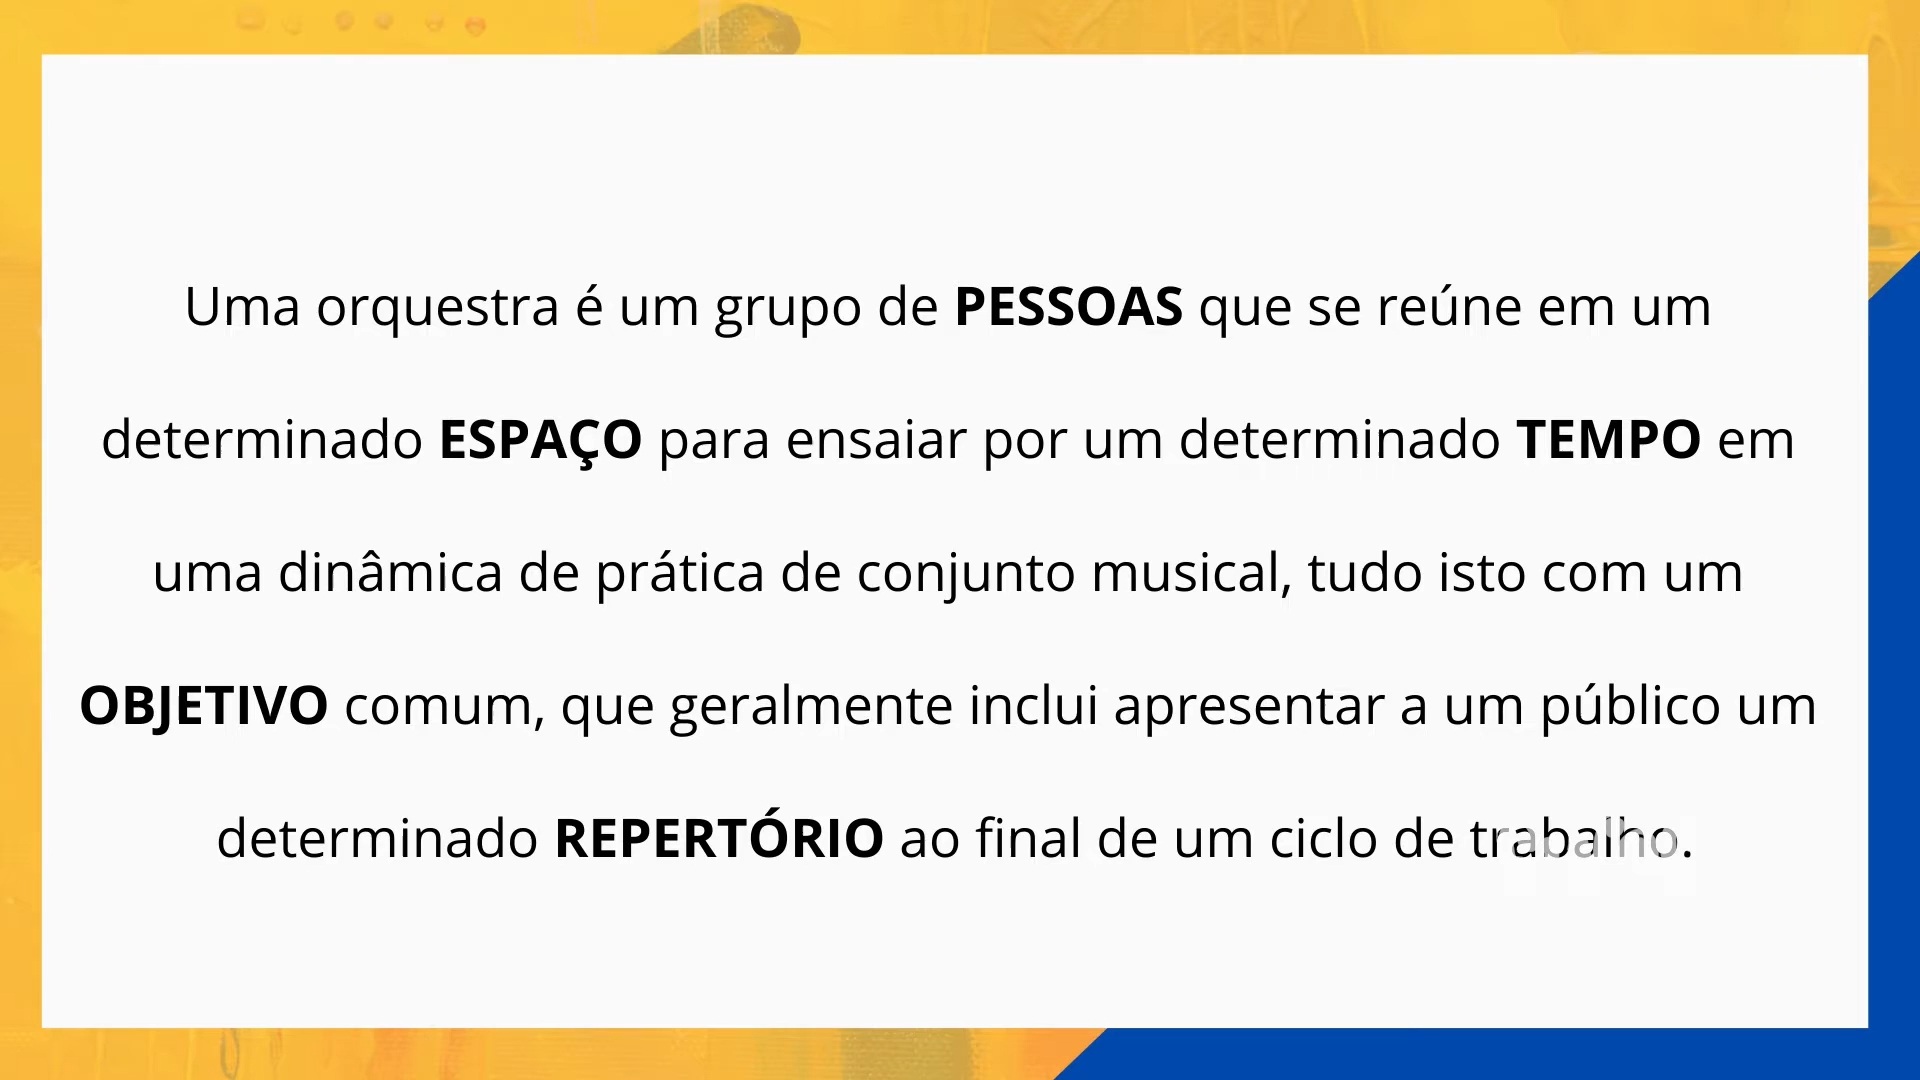 Uma orquestra é um grupo de PESSOAS que se reúne em um
determinado ESPAÇO para ensaiar por um determinado TEMPO em
uma dinâmica de prática de conjunto musical, tudo isto com um
OBJETIVO comum, que geralmente inclui apresentar a um público um
determinado REPERTÓRIO ao final de um ciclo de trabalho.